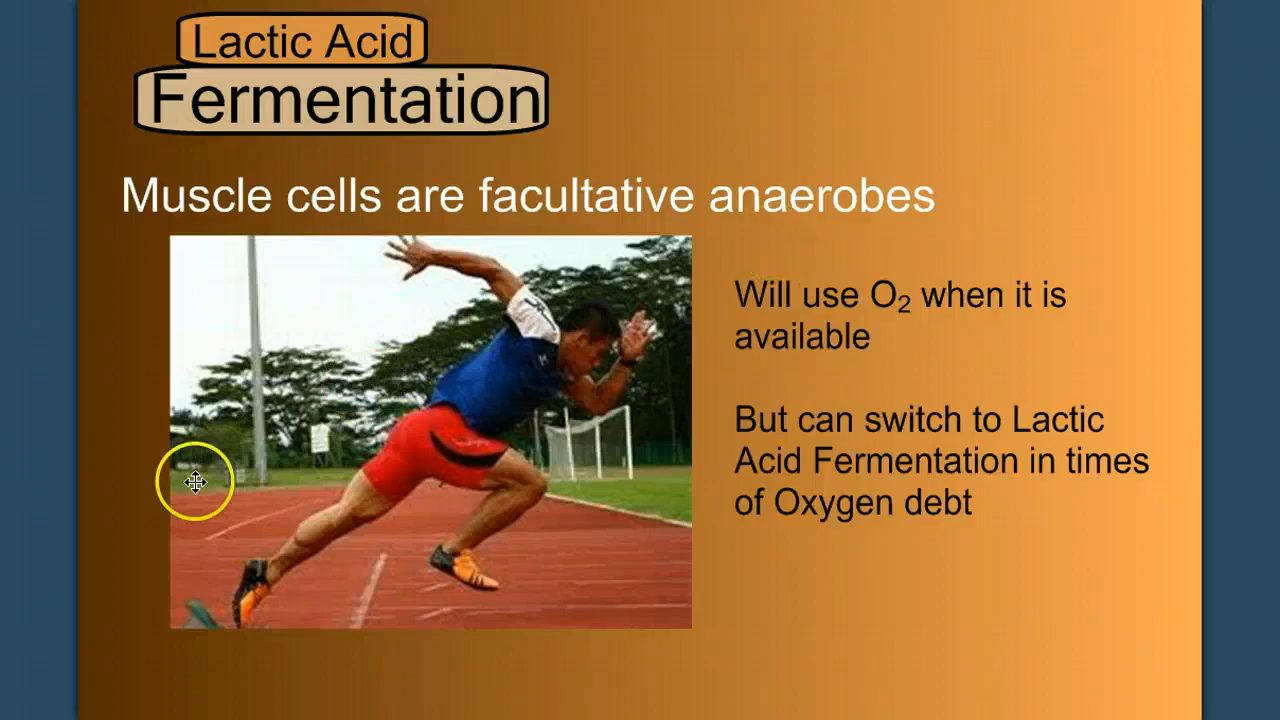 Lactic Acid
Fermentation
Muscle cells are facultative anaerobes
Will use O₂ when it is
available
But can switch to Lactic
Acid Fermentation in times
of Oxygen debt